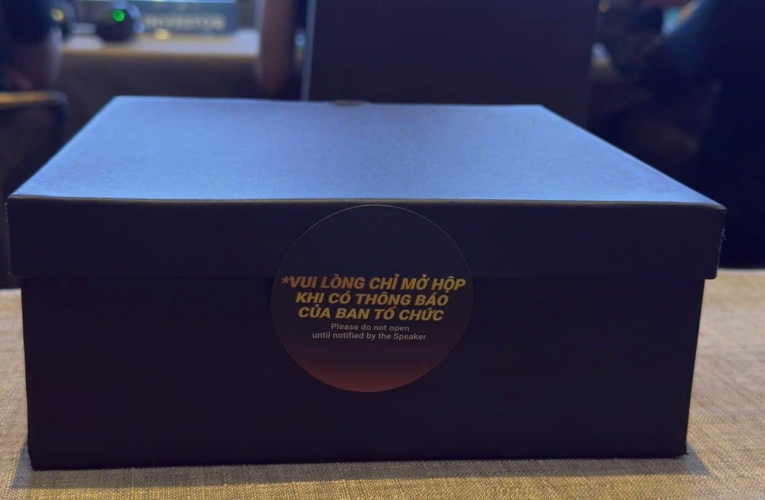 INVESTOR
*VUI LÒNG CHỈ MỞ HỘP
KHI CÓ THÔNG BÁO
CỦA BAN TỔ CHỨC
Please do not open
until notified by the Speaker